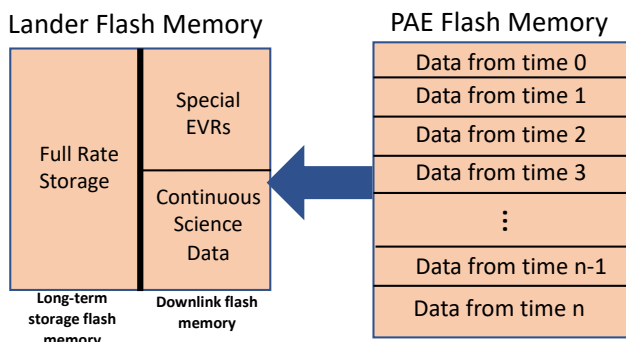 Lander Flash Memory
PAE Flash Memory
Full Rate
Storage
Special
EVRs
Continuous
Science
Data
Long-term
storage flash
memory
Downlink flash
memory
Data from time 0
Data from time 1
Data from time 2
Data from time 3
⋮
Data from time n-1
Data from time n